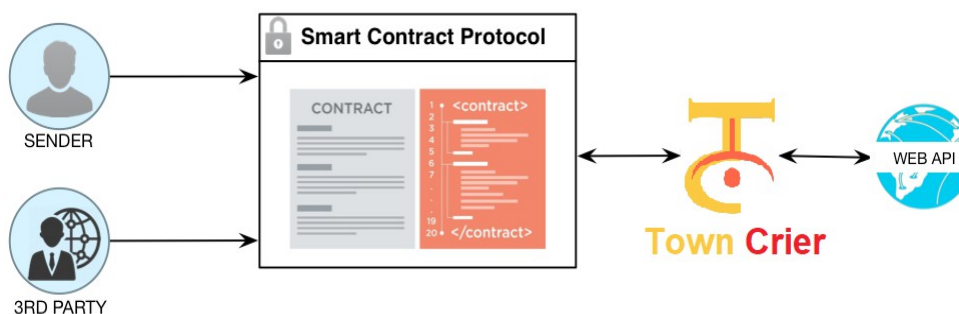 Smart Contract Protocol
SENDER
3RD PARTY
CONTRACT
1 <contract>
2
3
4
5
6
7
.
.
.
19
20 </contract>
Town Crier
WEB API